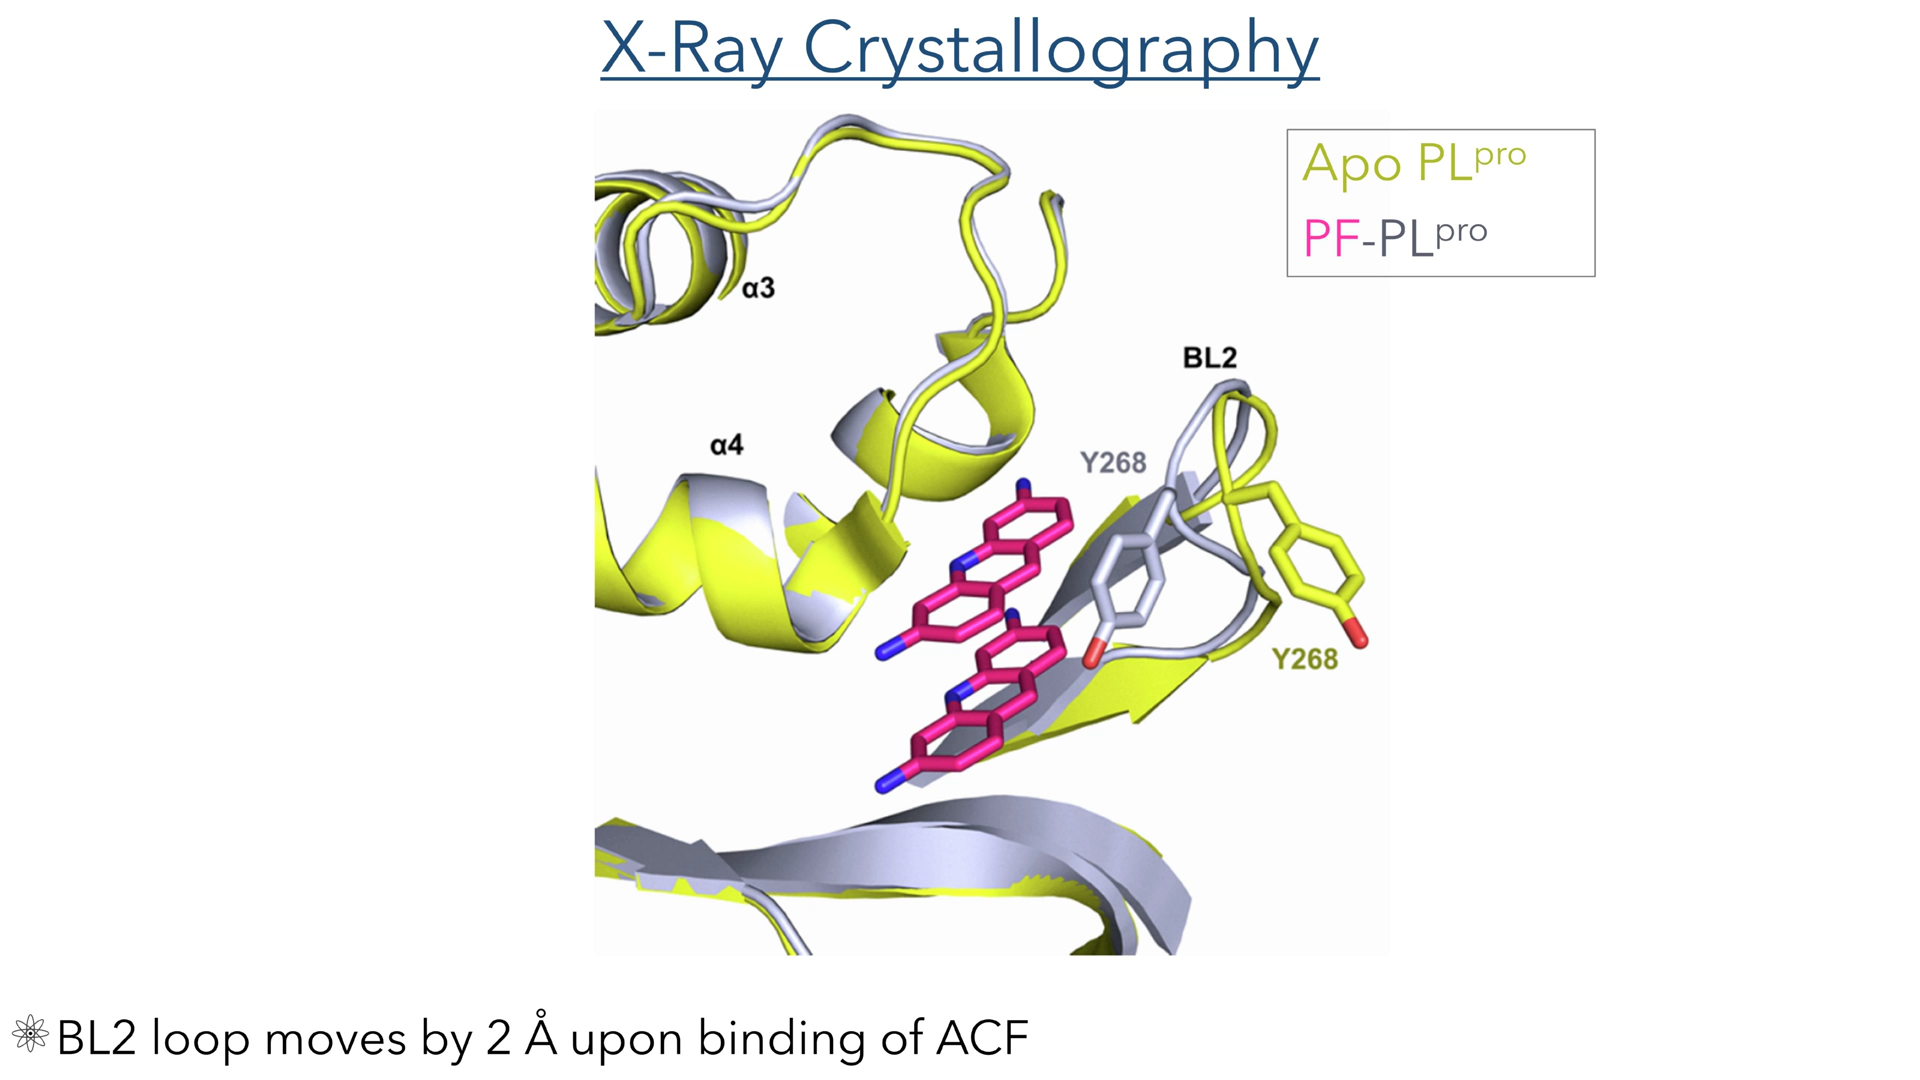 X-Ray Crystallography
Apo PLᵖʳᵒ
PF-PLᵖʳᵒ
α3
BL2
α4
Y268
Y268
BL2 loop moves by 2 Å upon binding of ACF